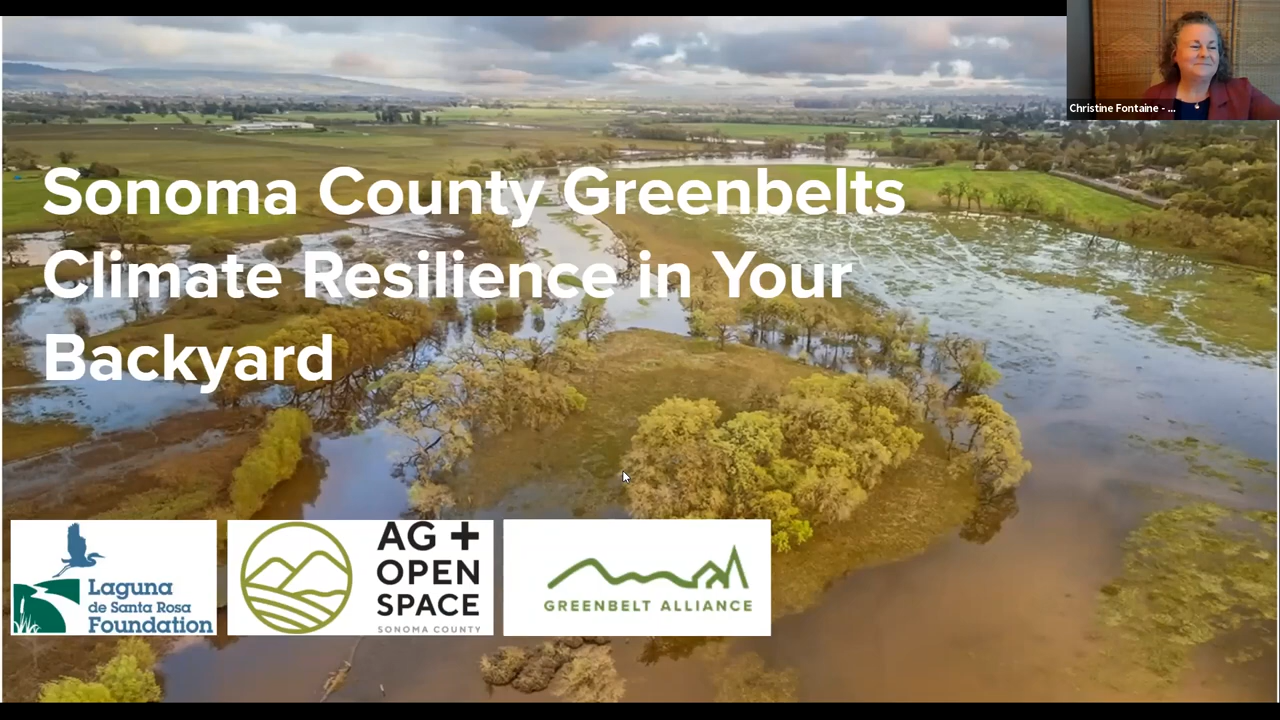 Christine Fontaine - ...
Sonoma County Greenbelts
Climate Resilience in Your
Backyard
Laguna
de Santa Rosa
Foundation
AG +
OPEN
SPACE
SONOMA COUNTY
GREENBELT ALLIANCE